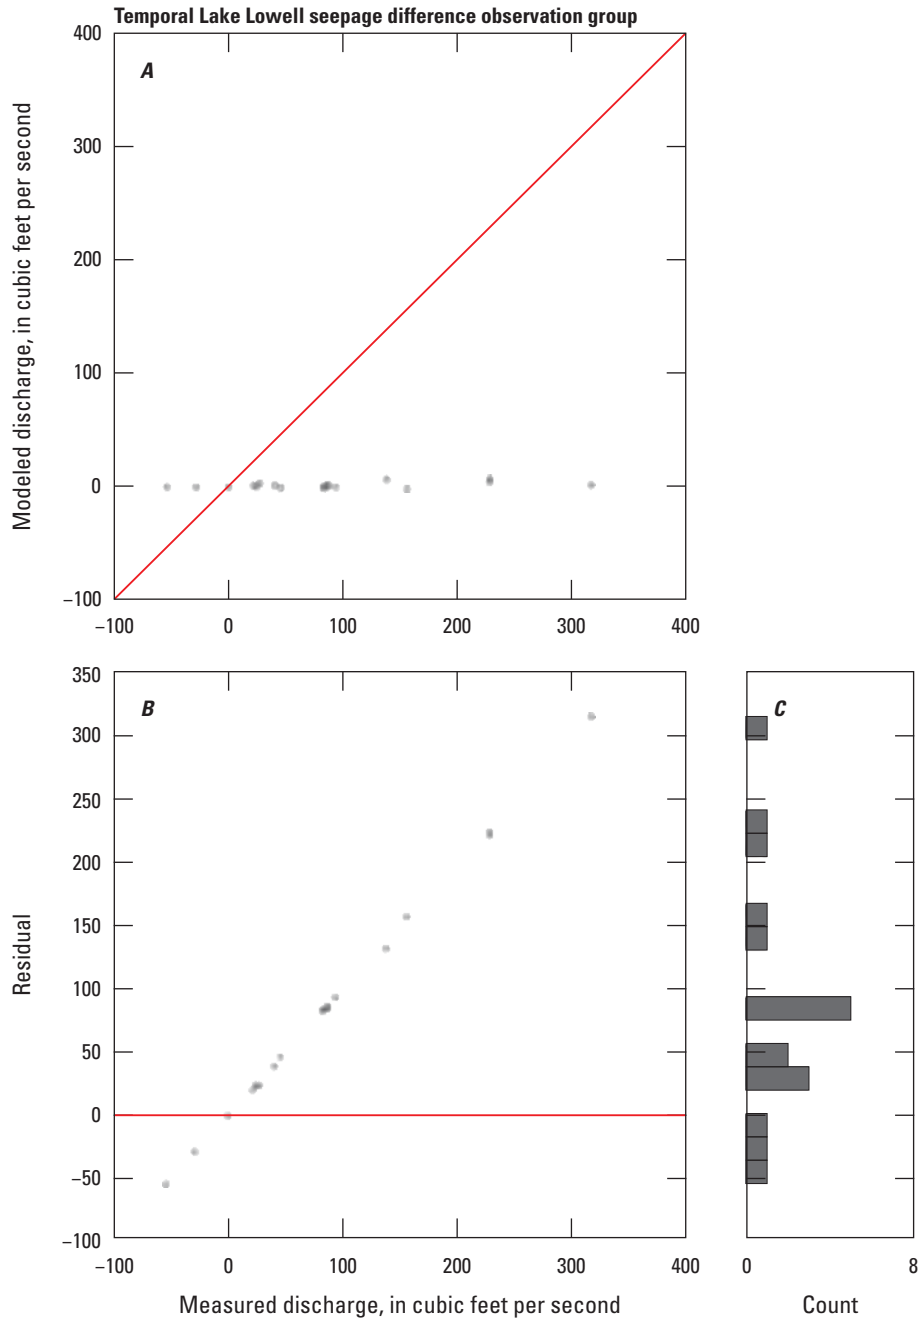 Temporal Lake Lowell seepage difference observation group
A
400
300
200
100
0
–100
Modeled discharge, in cubic feet per second
–100 0 100 200 300 400
B
350
300
250
200
150
100
50
0
–50
–100
Residual
–100 0 100 200 300 400
Measured discharge, in cubic feet per second
C
0 8
Count